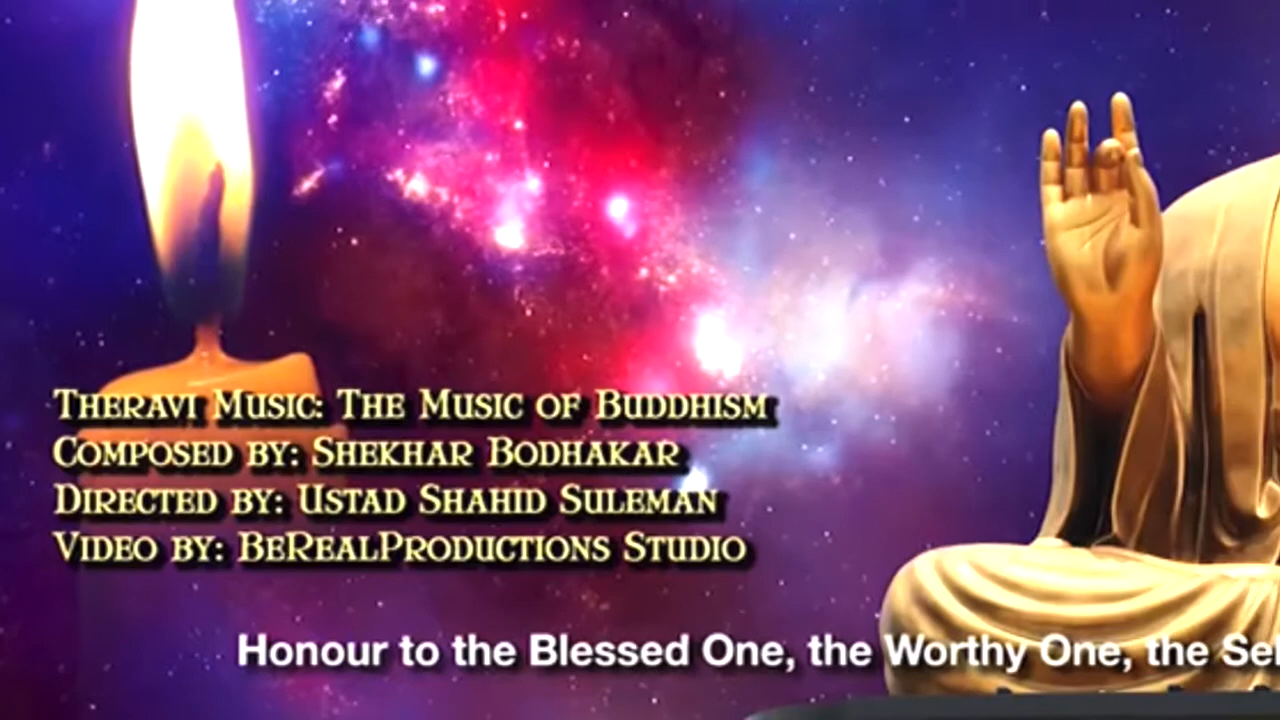 Theravi Music: The Music of Buddhism
Composed by: Shekhar Bodhakar
Directed by: Ustad Shahid Suleman
Video by: BeRealProductions Studio
Honour to the Blessed One, the Worthy One, the